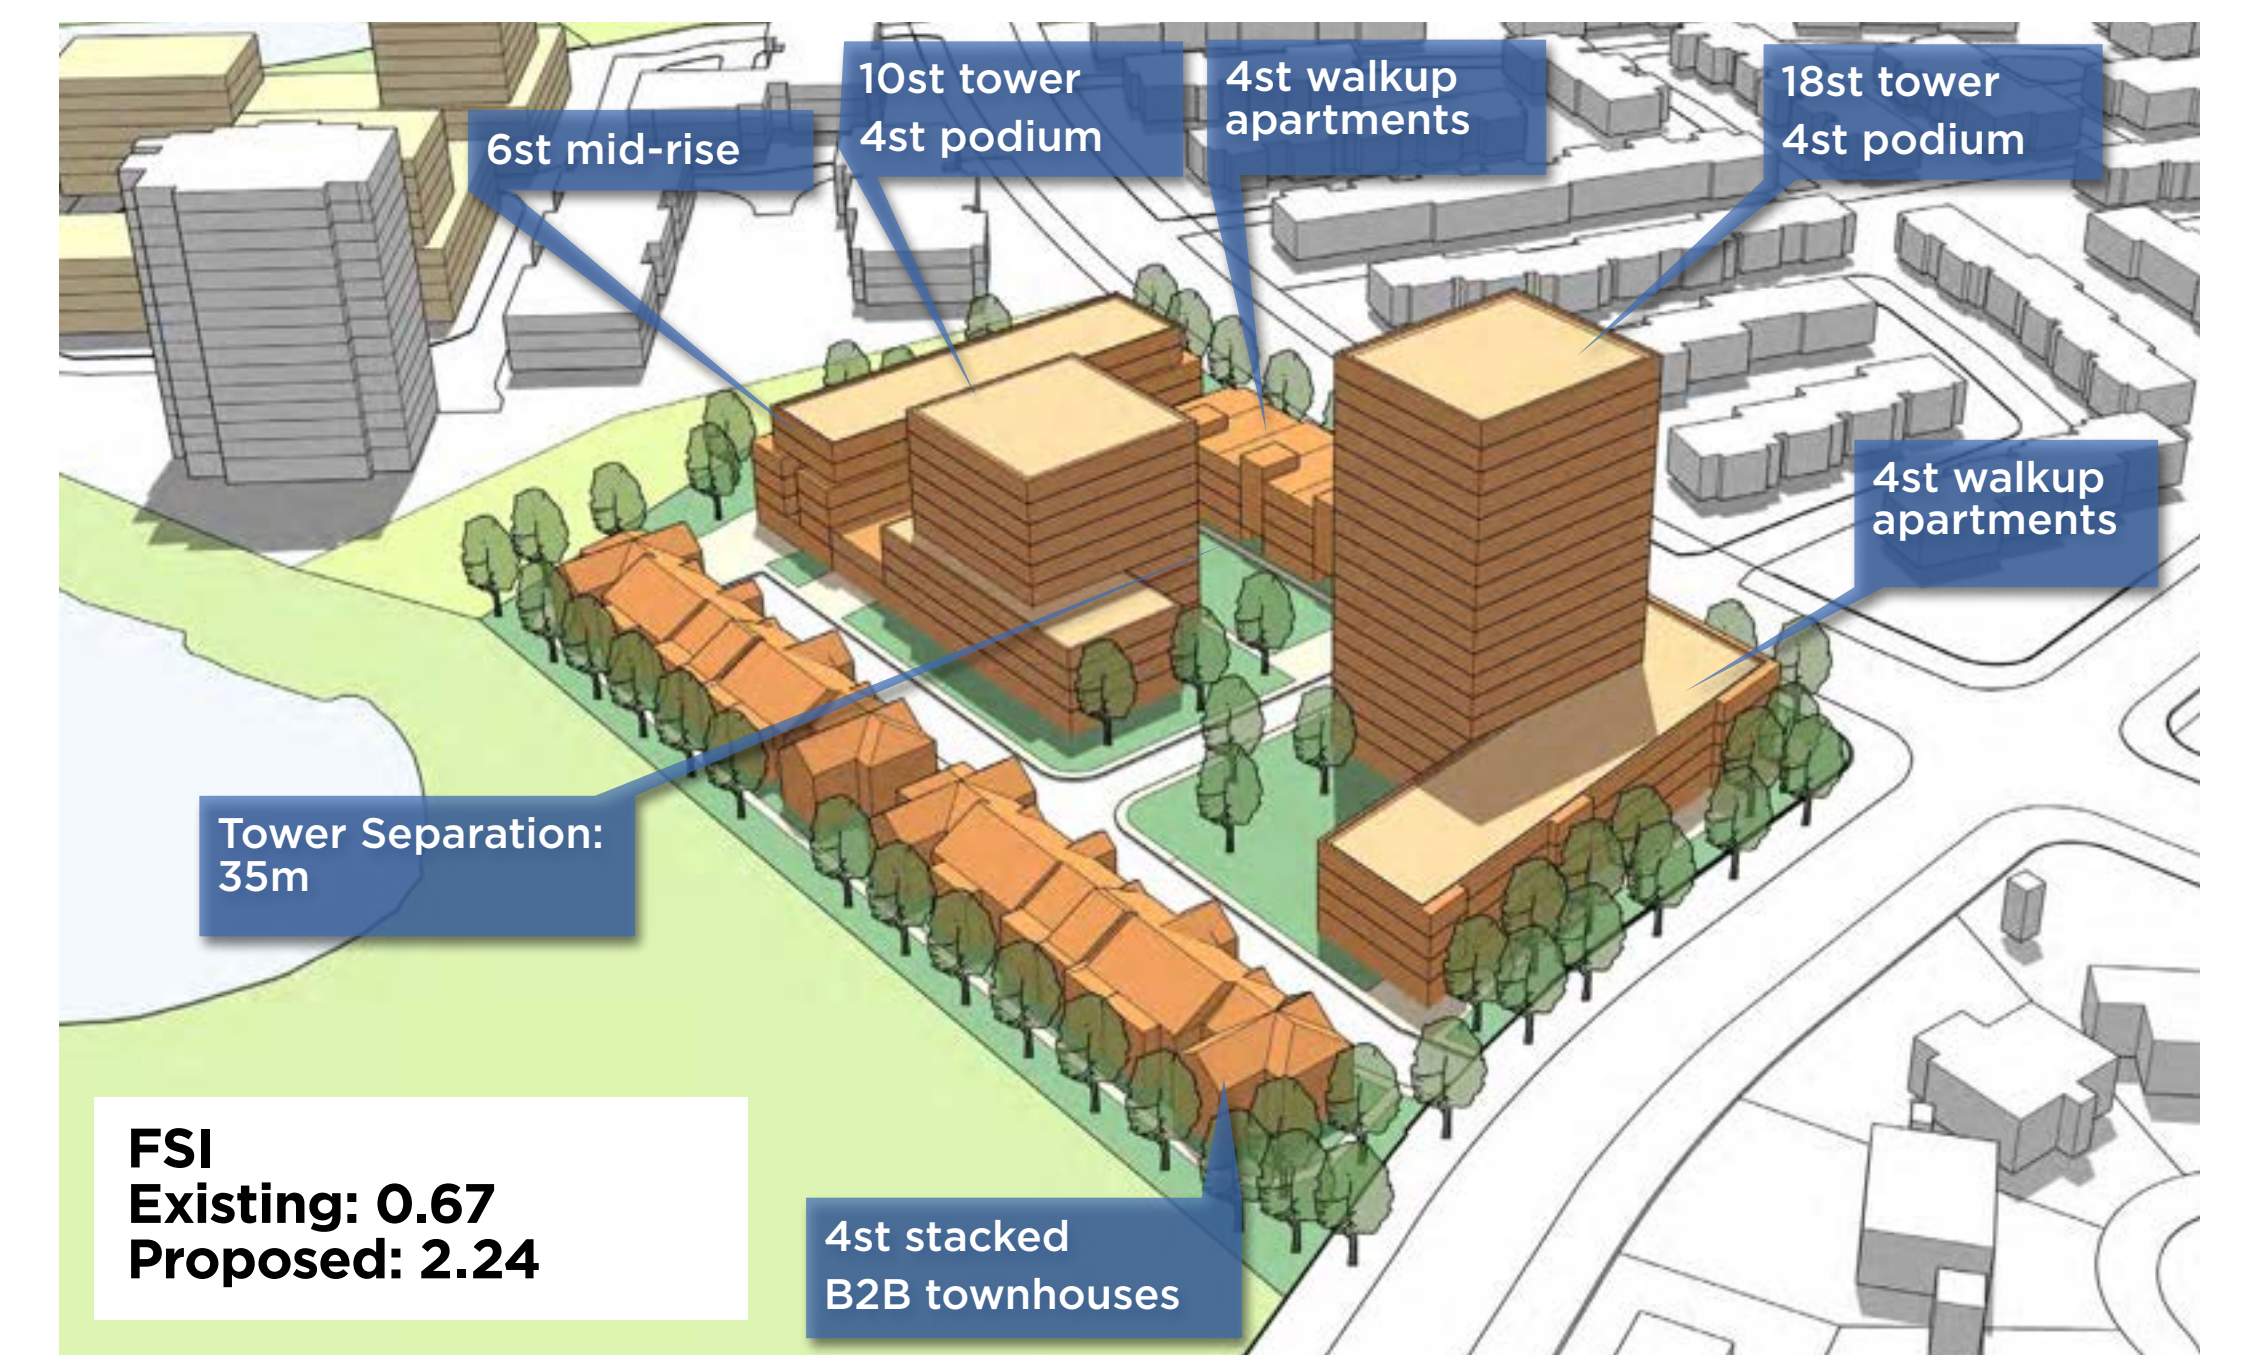 6st mid-rise
10st tower
4st podium
4st walkup
apartments
18st tower
4st podium
4st walkup
apartments
Tower Separation:
35m
FSI
Existing: 0.67
Proposed: 2.24
4st stacked
B2B townhouses